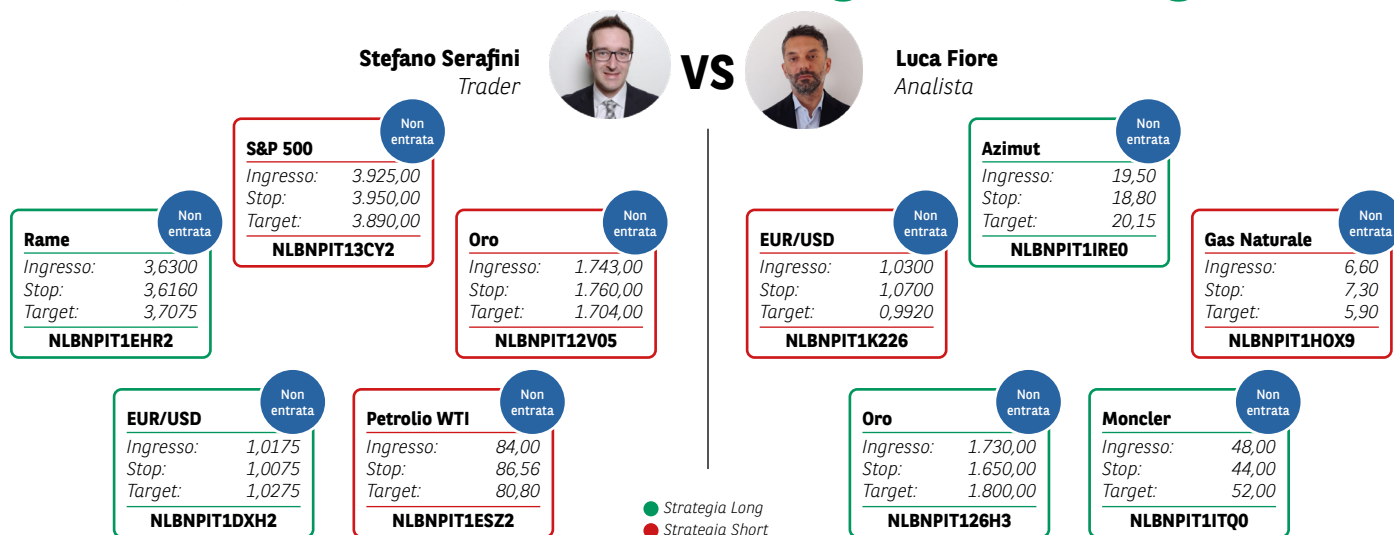 Stefano Serafini
Trader
VS
Luca Fiore
Analista
Non
entrata
S&P 500
Ingresso: 3.925,00
Stop: 3.950,00
Target: 3.890,00
NLBNPIT13CY2
Non
entrata
Rame
Ingresso: 3,6300
Stop: 3,6160
Target: 3,7075
NLBNPIT1EHR2
Non
entrata
Oro
Ingresso: 1.743,00
Stop: 1.760,00
Target: 1.704,00
NLBNPIT12V05
Non
entrata
EUR/USD
Ingresso: 1,0175
Stop: 1,0075
Target: 1,0275
NLBNPIT1DXH2
Non
entrata
Petrolio WTI
Ingresso: 84,00
Stop: 86,56
Target: 80,80
NLBNPIT1ESZ2
Non
entrata
Azimut
Ingresso: 19,50
Stop: 18,80
Target: 20,15
NLBNPIT1IRE0
Non
entrata
EUR/USD
Ingresso: 1,0300
Stop: 1,0700
Target: 0,9920
NLBNPIT1K226
Non
entrata
Gas Naturale
Ingresso: 6,60
Stop: 7,30
Target: 5,90
NLBNPIT1HOX9
Non
entrata
Oro
Ingresso: 1.730,00
Stop: 1.650,00
Target: 1.800,00
NLBNPIT126H3
Non
entrata
Moncler
Ingresso: 48,00
Stop: 44,00
Target: 52,00
NLBNPIT1ITQ0
Strategia Long
Strategia Short